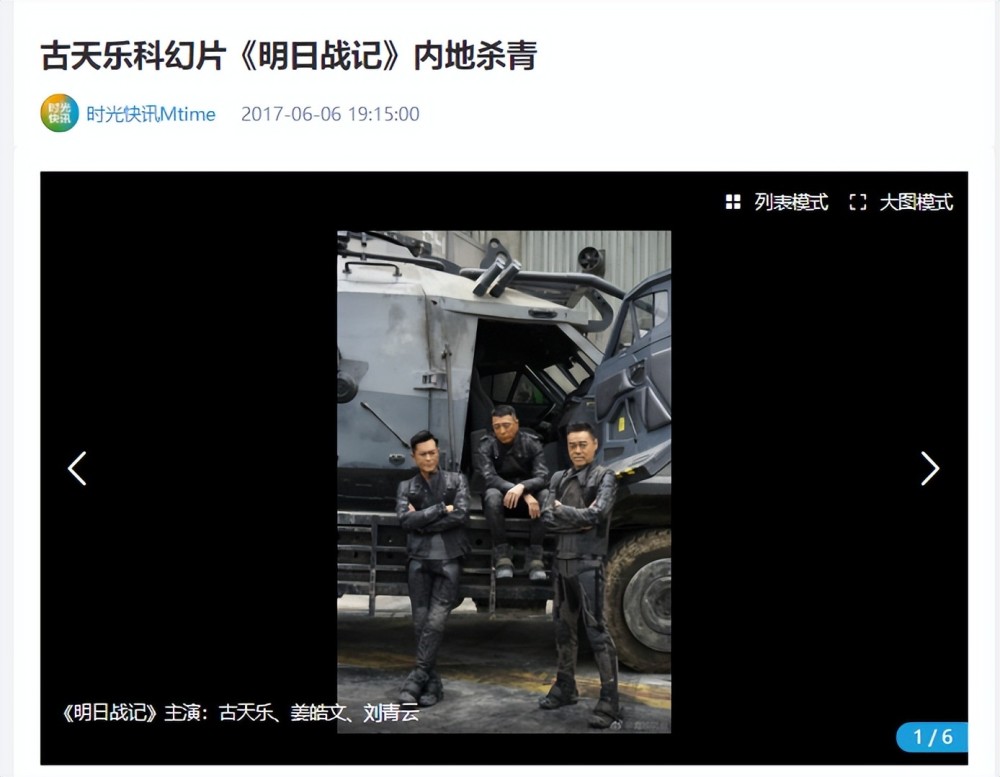 古天乐科幻片《明日战记》内地杀青
时光快讯
时光快讯Mtime 2017-06-06 19:15:00
列表模式 大图模式
《明日战记》主演：古天乐、姜皓文、刘青云
1 / 6